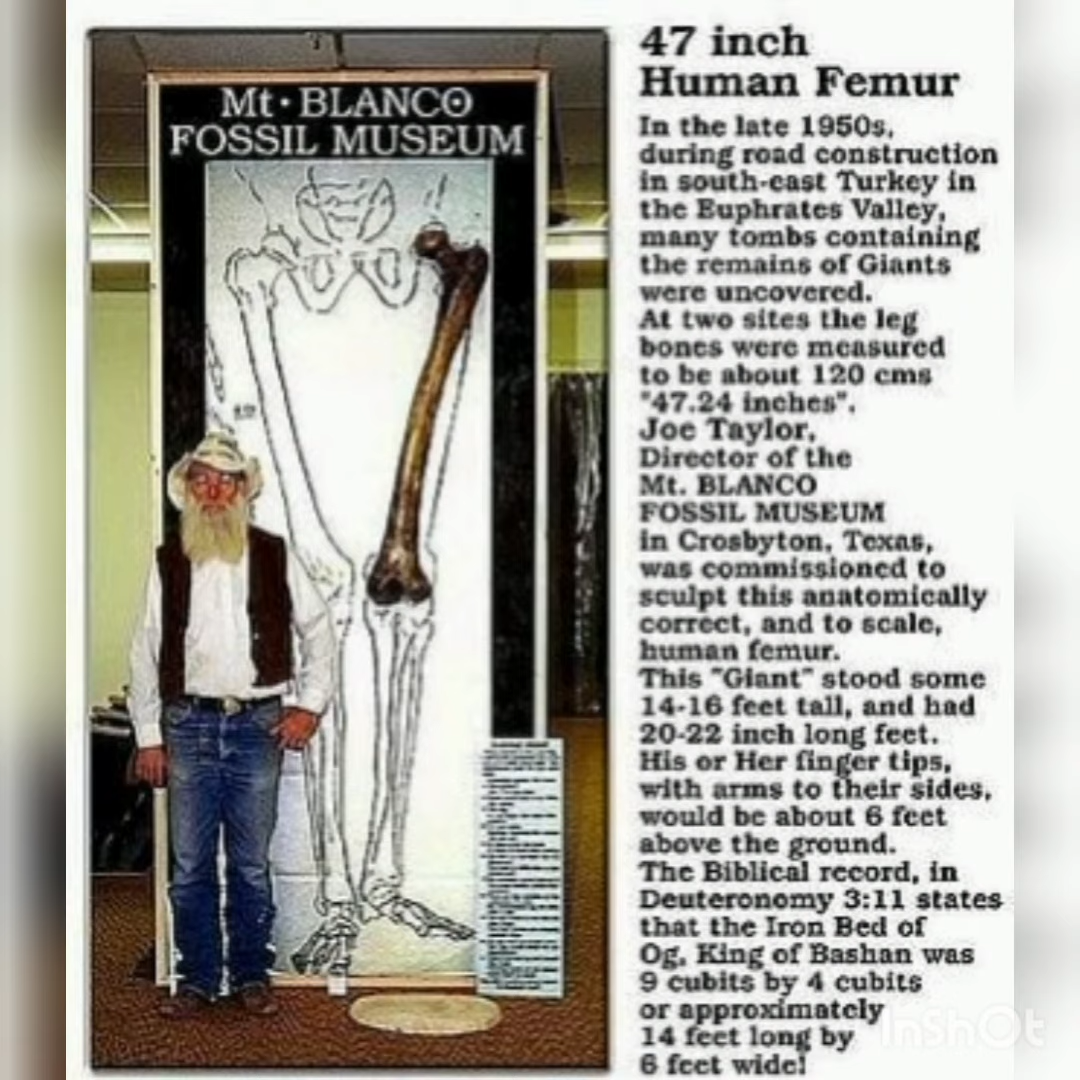 Mt • BLANCO
FOSSIL MUSEUM
47 inch
Human Femur
In the late 1950s,
during road construction
in south-east Turkey in
the Euphrates Valley,
many tombs containing
the remains of Giants
were uncovered.
At two sites the leg
bones were measured
to be about 120 cms
"47.24 inches".
Joe Taylor,
Director of the
Mt. BLANCO
FOSSIL MUSEUM
in Crosbyton, Texas,
was commissioned to
sculpt this anatomically
correct, and to scale,
human femur.
This "Giant" stood some
14-16 feet tall, and had
20-22 inch long feet.
His or Her finger tips,
with arms to their sides,
would be about 6 feet
above the ground.
The Biblical record, in
Deuteronomy 3:11 states
that the Iron Bed of
Og, King of Bashan was
9 cubits by 4 cubits
or approximately
14 feet long by
6 feet wide!
InShOt